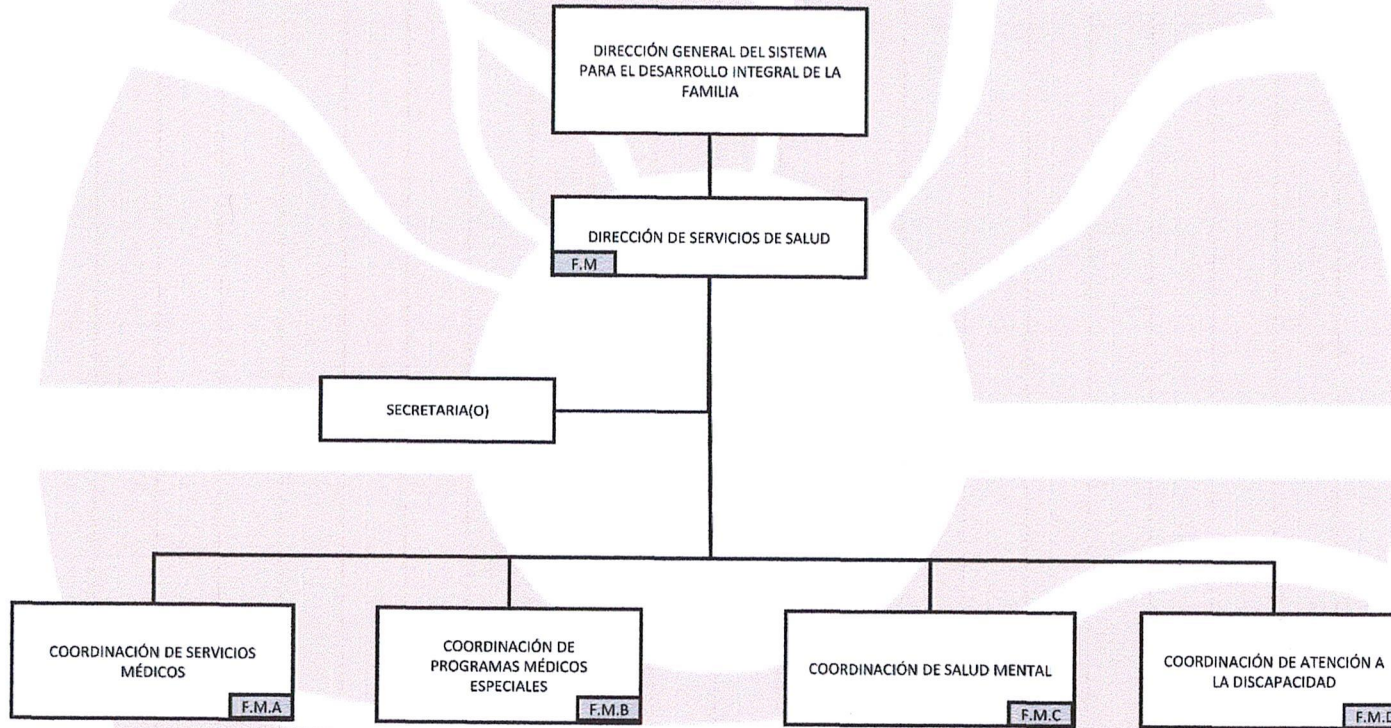 DIRECCIÓN GENERAL DEL SISTEMA
PARA EL DESARROLLO INTEGRAL DE LA
FAMILIA
DIRECCIÓN DE SERVICIOS DE SALUD
F.M
SECRETARIA(O)
COORDINACIÓN DE SERVICIOS
MÉDICOS
F.M.A
COORDINACIÓN DE
PROGRAMAS MÉDICOS
ESPECIALES
F.M.B
COORDINACIÓN DE SALUD MENTAL
F.M.C
COORDINACIÓN DE ATENCIÓN A
LA DISCAPACIDAD
F.M.D